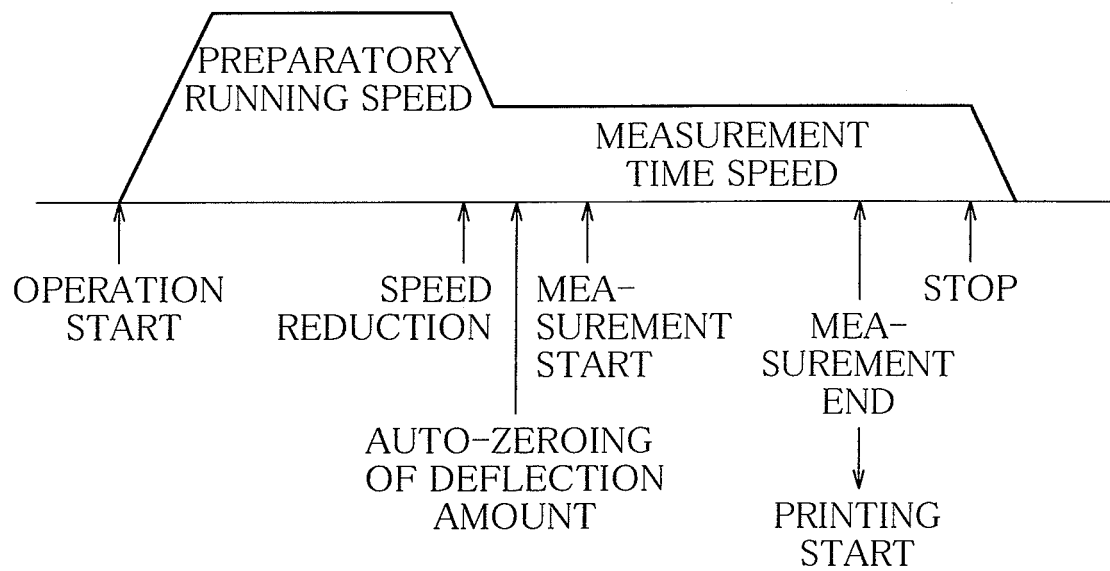 PREPARATORY
RUNNING SPEED
MEASUREMENT
TIME SPEED
OPERATION
START
SPEED
REDUCTION
MEA-
SUREMENT
START
MEA-
SUREMENT
END
STOP
AUTO-ZEROING
OF DEFLECTION
AMOUNT
PRINTING
START